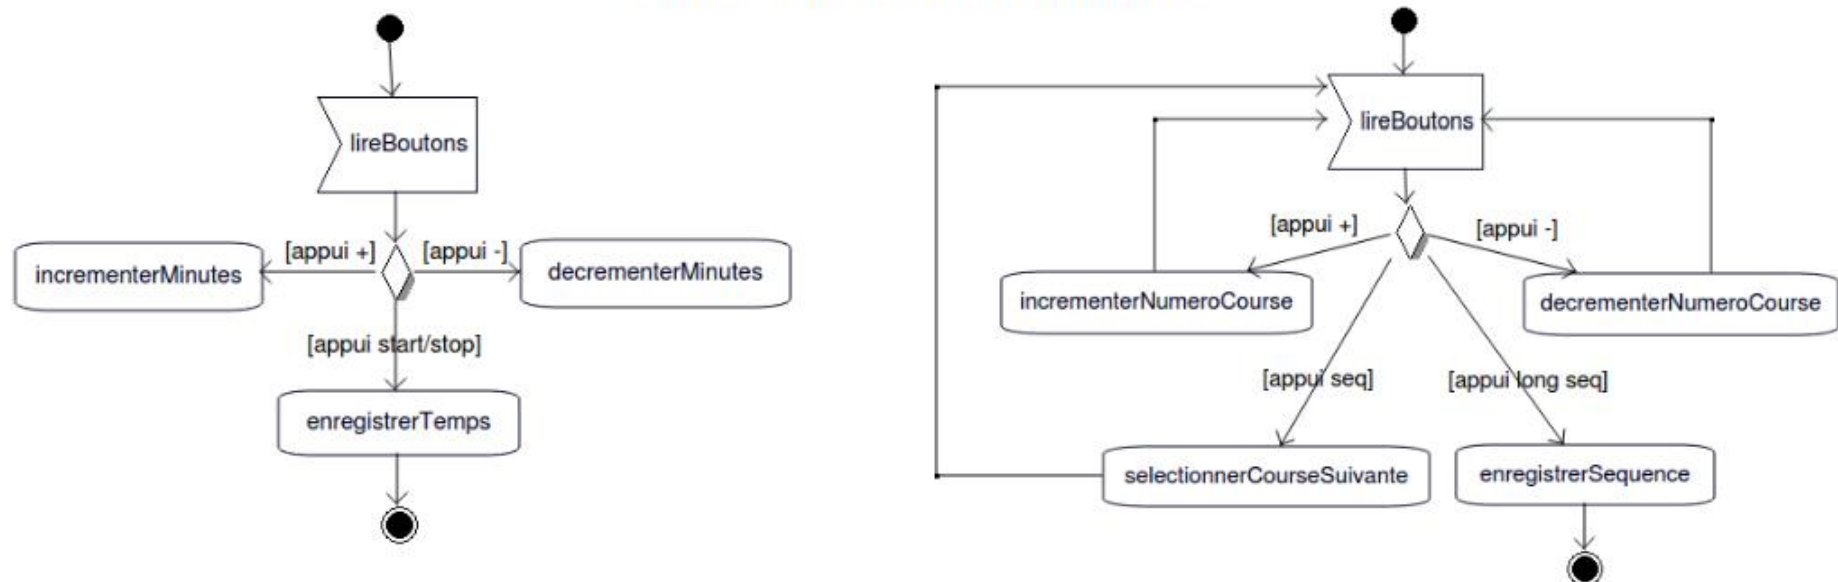 lireBoutons
[appui +]
[appui -]
incrementerMinutes
decrementerMinutes
[appui start/stop]
enregistrerTemps
lireBoutons
[appui +]
[appui -]
incrementerNumeroCourse
decrementerNumeroCourse
[appui seq]
[appui long seq]
selectionnerCourseSuivante
enregistrerSequence